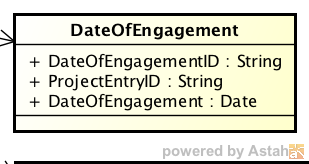 DateOfEngagement
+ DateOfEngagementID : String
+ ProjectEntryID : String
+ DateOfEngagement : Date
powered by Astah